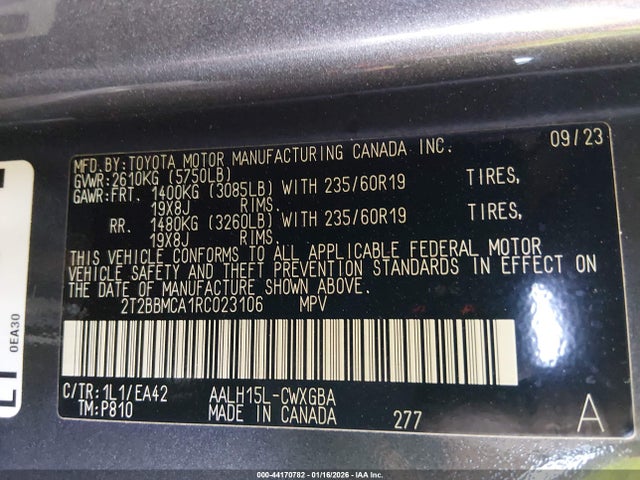 MFD.BY:TOYOTA MOTOR MANUFACTURING CANADA INC. 09/23
GVWR:2610KG (5750LB)
GAWR:FRT. 1400KG (3085LB) WITH 235/60R19 TIRES,
19X8J RIMS.
RR. 1480KG (3260LB) WITH 235/60R19 TIRES,
19X8J RIMS.
THIS VEHICLE CONFORMS TO ALL APPLICABLE FEDERAL MOTOR
VEHICLE SAFETY AND THEFT PREVENTION STANDARDS IN EFFECT ON
THE DATE OF MANUFACTURE SHOWN ABOVE.
2T2BBMCA1RC023106 MPV
C/TR:1L1/EA42 AALH15L-CWXGBA
TM:P810 MADE IN CANADA 277 A
0EA30
000-44170782 - 01/16/2026 - IAA Inc.